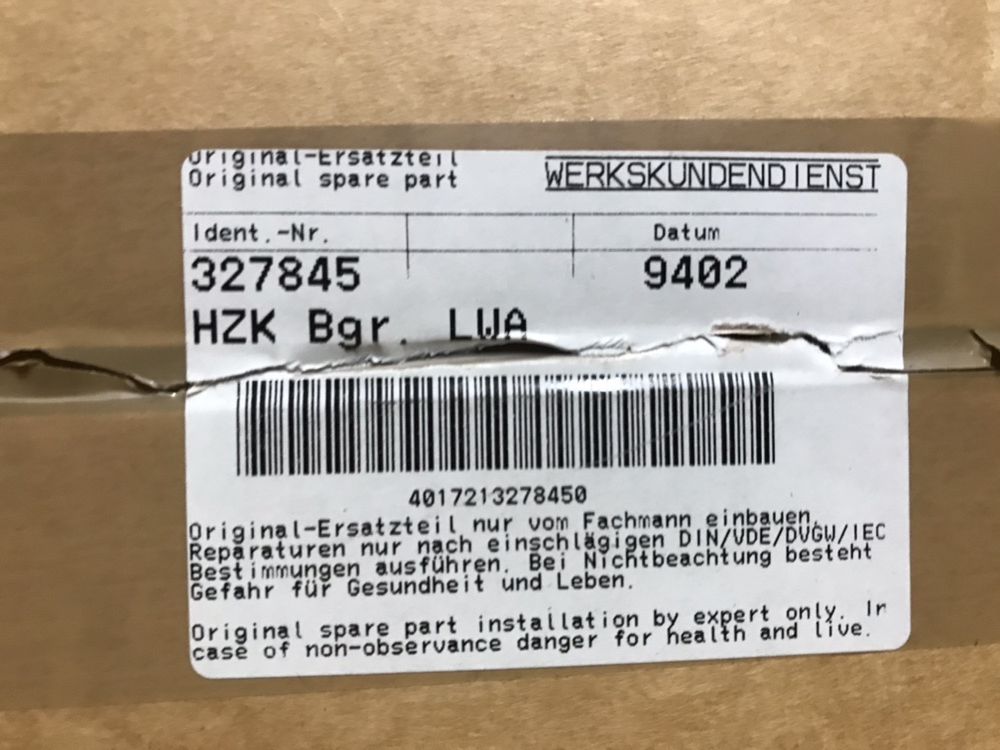 Original-Ersatzteil
Original spare part
WERKSKUNDENDIENST
Ident.-Nr.
Datum
327845
9402
HZK Bgr. LWA
4017213278450
Original-Ersatzteil nur vom Fachmann einbauen.
Reparaturen nur nach einschlägigen DIN/VDE/DVGW/IEC
Bestimmungen ausführen. Bei Nichtbeachtung besteht
Gefahr für Gesundheit und Leben.
Original spare part installation by expert only. In
case of non-observance danger for health and live.